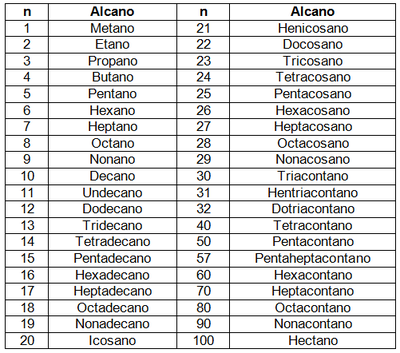 n Alcano n Alcano
1 Metano 21 Henicosano
2 Etano 22 Docosano
3 Propano 23 Tricosano
4 Butano 24 Tetracosano
5 Pentano 25 Pentacosano
6 Hexano 26 Hexacosano
7 Heptano 27 Heptacosano
8 Octano 28 Octacosano
9 Nonano 29 Nonacosano
10 Decano 30 Triacontano
11 Undecano 31 Hentriacontano
12 Dodecano 32 Dotriacontano
13 Tridecano 40 Tetracontano
14 Tetradecano 50 Pentacontano
15 Pentadecano 57 Pentaheptacontano
16 Hexadecano 60 Hexacontano
17 Heptadecano 70 Heptacontano
18 Octadecano 80 Octacontano
19 Nonadecano 90 Nonacontano
20 Icosano 100 Hectano